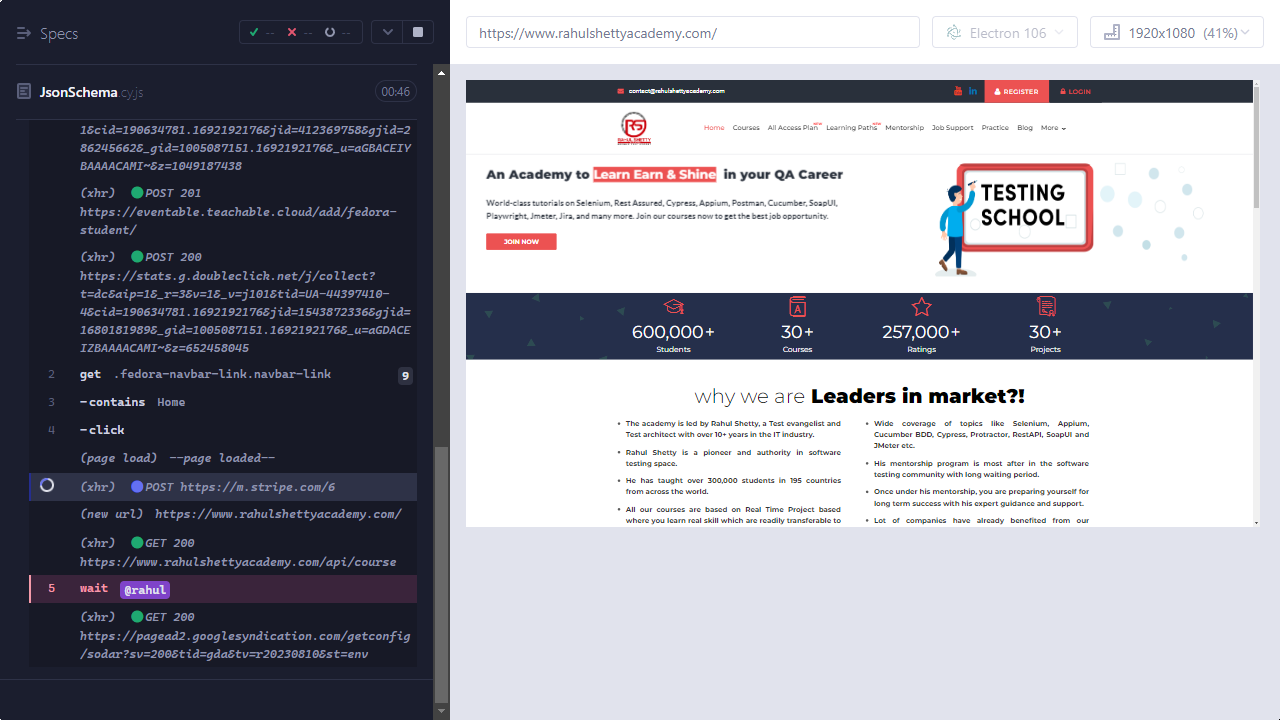 Specs
--
--
--
JsonSchema.cy.js
00:46
1&cid=190634781.1692192176&jid=412369758&gjid=2
862456662&_gid=1005087151.1692192176&_u=aGBACEIY
BAAAACAMI~&z=1049187438
(xhr) POST 201
https://eventable.teachable.cloud/add/fedora-
student/
(xhr) POST 200
https://stats.g.doubleclick.net/j/collect?
t=dc&aip=1&_r=3&v=1&_v=j101&tid=UA-44397410-
4&cid=190634781.1692192176&jid=1543872336&gjid=
1680181989&_gid=1005087151.1692192176&_u=aGDACE
IZBAAAACAMI~&z=652458045
2 get .fedora-navbar-link.navbar-link 9
3 -contains Home
4 -click
(page load) --page loaded--
(xhr) POST https://m.stripe.com/6
(new url) https://www.rahulshettyacademy.com/
(xhr) GET 200
https://www.rahulshettyacademy.com/api/course
5 wait @rahul
(xhr) GET 200
https://pagead2.googlesyndication.com/getconfig
/sodar?sv=200&tid=gda&tv=r20230810&st=env
https://www.rahulshettyacademy.com/
Electron 106
1920x1080 (41%)
contact@rahulshettyacademy.com
REGISTER
LOGIN
RS
RAHUL SHETTY
Home Courses All Access Plan NEW Learning Paths NEW Mentorship Job Support Practice Blog More
An Academy to Learn Earn & Shine in your QA Career
World-class tutorials on Selenium, Rest Assured, Cypress, Appium, Postman, Cucumber, SoapUI,
Playwright, Jmeter, Jira, and many more. Join our courses now to get the best job opportunity.
JOIN NOW
TESTING
SCHOOL
600,000+
Students
30+
Courses
257,000+
Ratings
30+
Projects
why we are Leaders in market?!
The academy is led by Rahul Shetty, a Test evangelist and
Test architect with over 10+ years in the IT industry.
Rahul Shetty is a pioneer and authority in software
testing space.
He has taught over 300,000 students in 195 countries
from across the world.
All our courses are based on Real Time Project based
where you learn real skill which are readily transferable to
Wide coverage of topics like Selenium, Appium,
Cucumber BDD, Cypress, Protractor, RestAPI, SoapUI and
JMeter etc.
His mentorship program is most after in the software
testing community with long waiting period.
Once under his mentorship, you are preparing yourself for
long term success with his expert guidance and support.
Lot of companies have already benefited from our